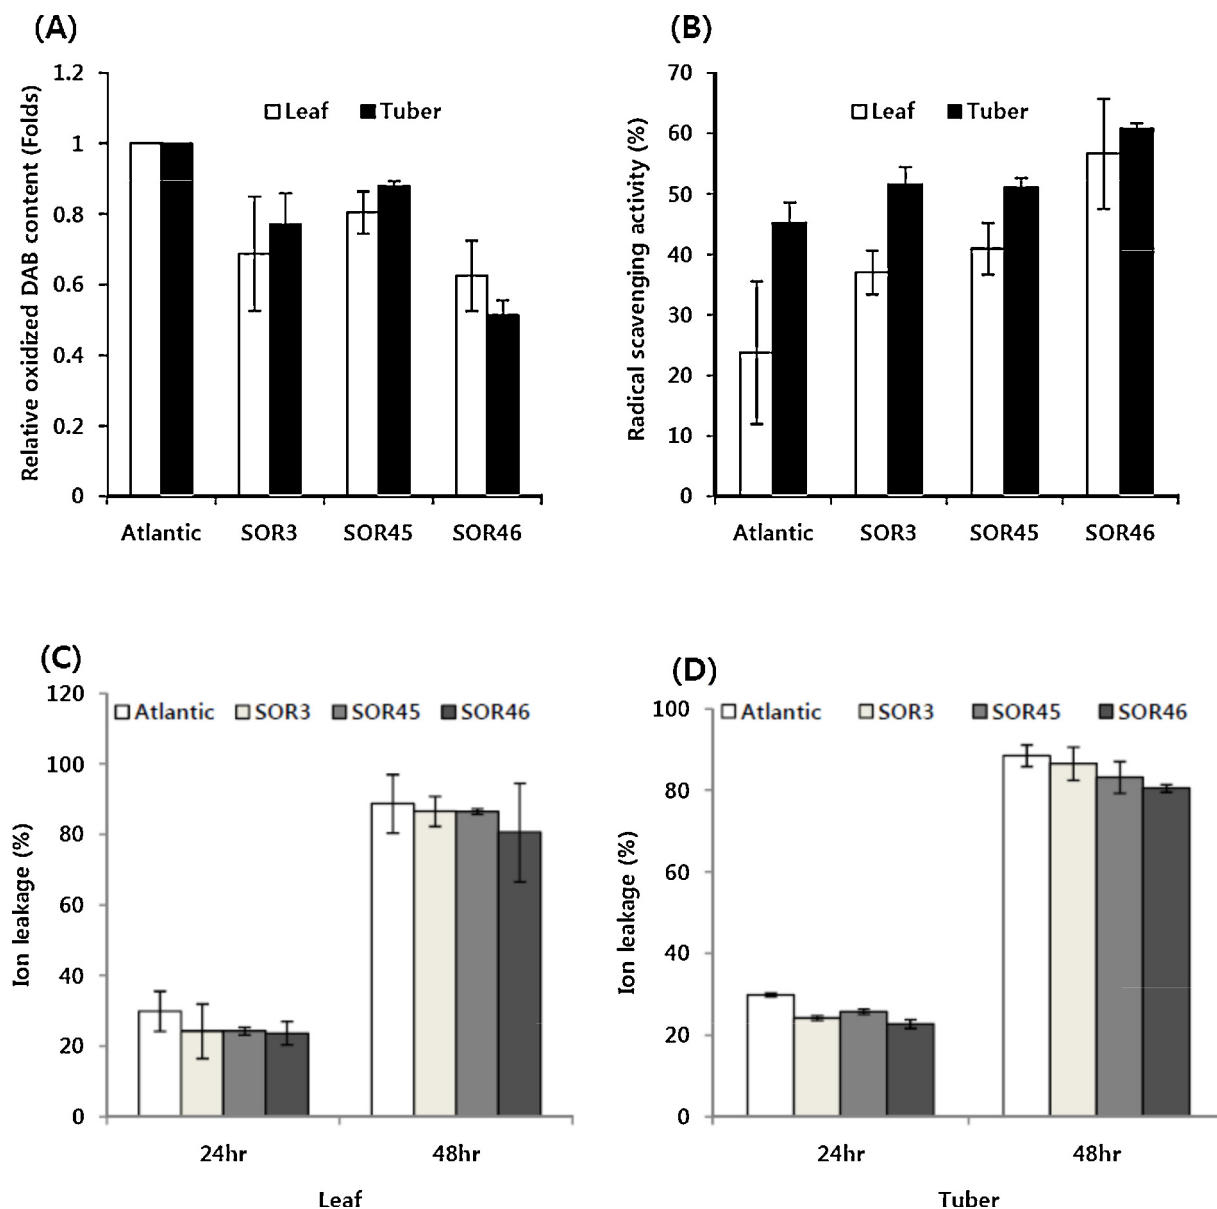 (A)
Relative oxidized DAB content (Folds)
1.2
1
0.8
0.6
0.4
0.2
0
Leaf Tuber
Atlantic SOR3 SOR45 SOR46
(B)
Radical scavenging activity (%)
70
60
50
40
30
20
10
0
Leaf Tuber
Atlantic SOR3 SOR45 SOR46
(C)
Ion leakage (%)
120
100
80
60
40
20
0
Atlantic SOR3 SOR45 SOR46
24hr 48hr
Leaf
(D)
Ion leakage (%)
100
80
60
40
20
0
Atlantic SOR3 SOR45 SOR46
24hr 48hr
Tuber